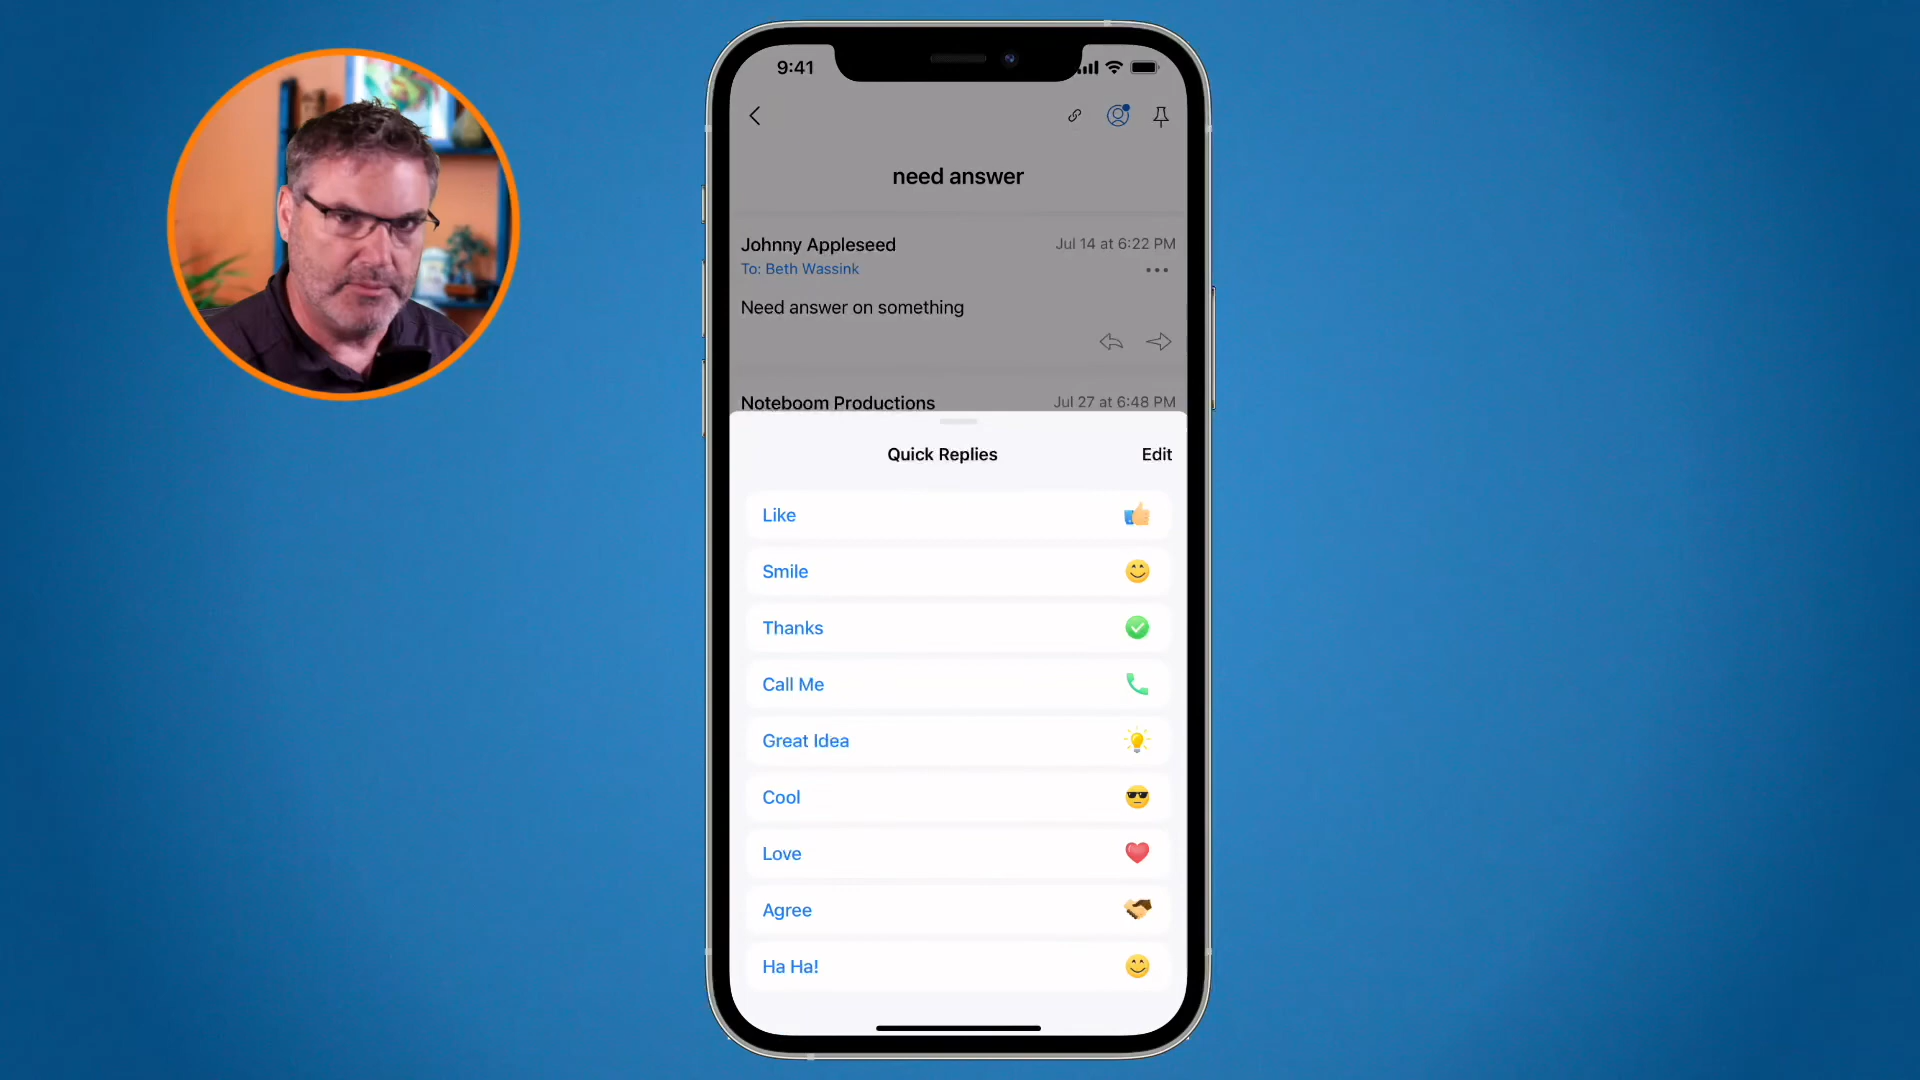 9:41
need answer
Johnny Appleseed
Jul 14 at 6:22 PM
To: Beth Wassink
Need answer on something
Noteboom Productions
Jul 27 at 6:48 PM
Quick Replies
Edit
Like
Smile
Thanks
Call Me
Great Idea
Cool
Love
Agree
Ha Ha!